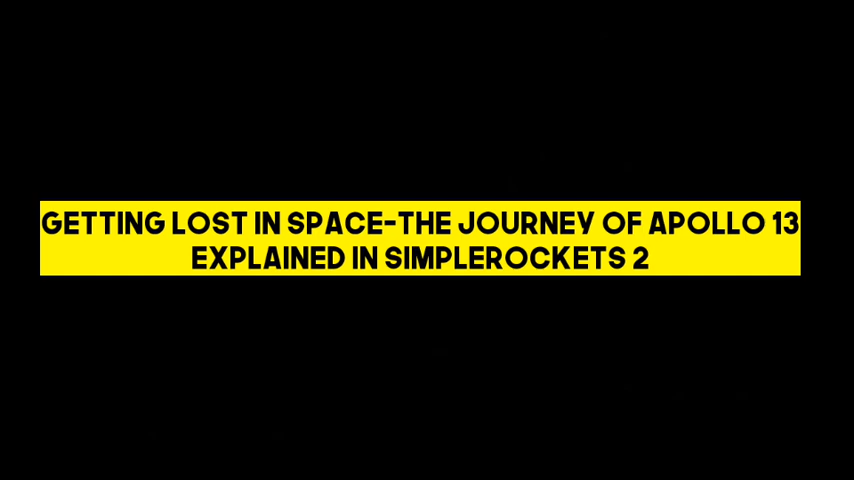 GETTING LOST IN SPACE-THE JOURNEY OF APOLLO 13
EXPLAINED IN SIMPLEROCKETS 2